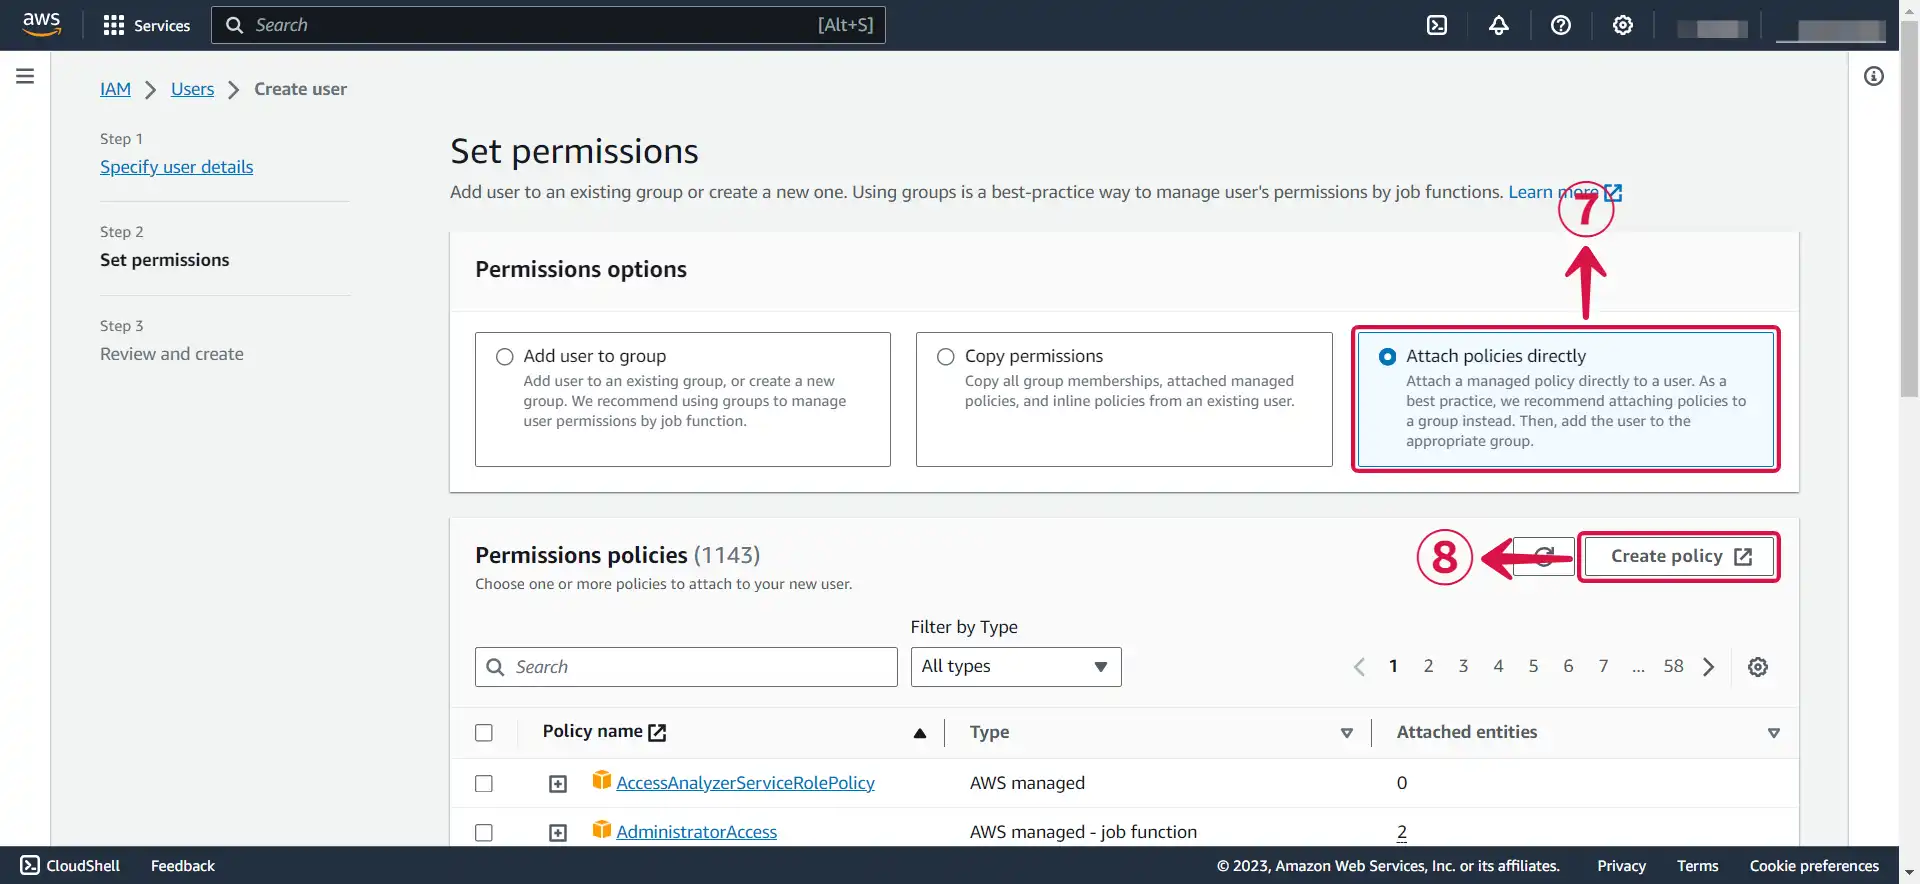 aws
Services
Search
[Alt+S]
IAM > Users > Create user
Step 1
Specify user details
Step 2
Set permissions
Step 3
Review and create
Set permissions
Add user to an existing group or create a new one. Using groups is a best-practice way to manage user's permissions by job functions. Learn more
7
Permissions options
Add user to group
Add user to an existing group, or create a new
group. We recommend using groups to manage
user permissions by job function.
Copy permissions
Copy all group memberships, attached managed
policies, and inline policies from an existing user.
Attach policies directly
Attach a managed policy directly to a user. As a
best practice, we recommend attaching policies to
a group instead. Then, add the user to the
appropriate group.
Permissions policies (1143)
Choose one or more policies to attach to your new user.
8
Create policy
Filter by Type
Search
All types
1 2 3 4 5 6 7 ... 58
Policy name Type Attached entities
AccessAnalyzerServiceRolePolicy AWS managed 0
AdministratorAccess AWS managed - job function 2
CloudShell Feedback © 2023, Amazon Web Services, Inc. or its affiliates. Privacy Terms Cookie preferences